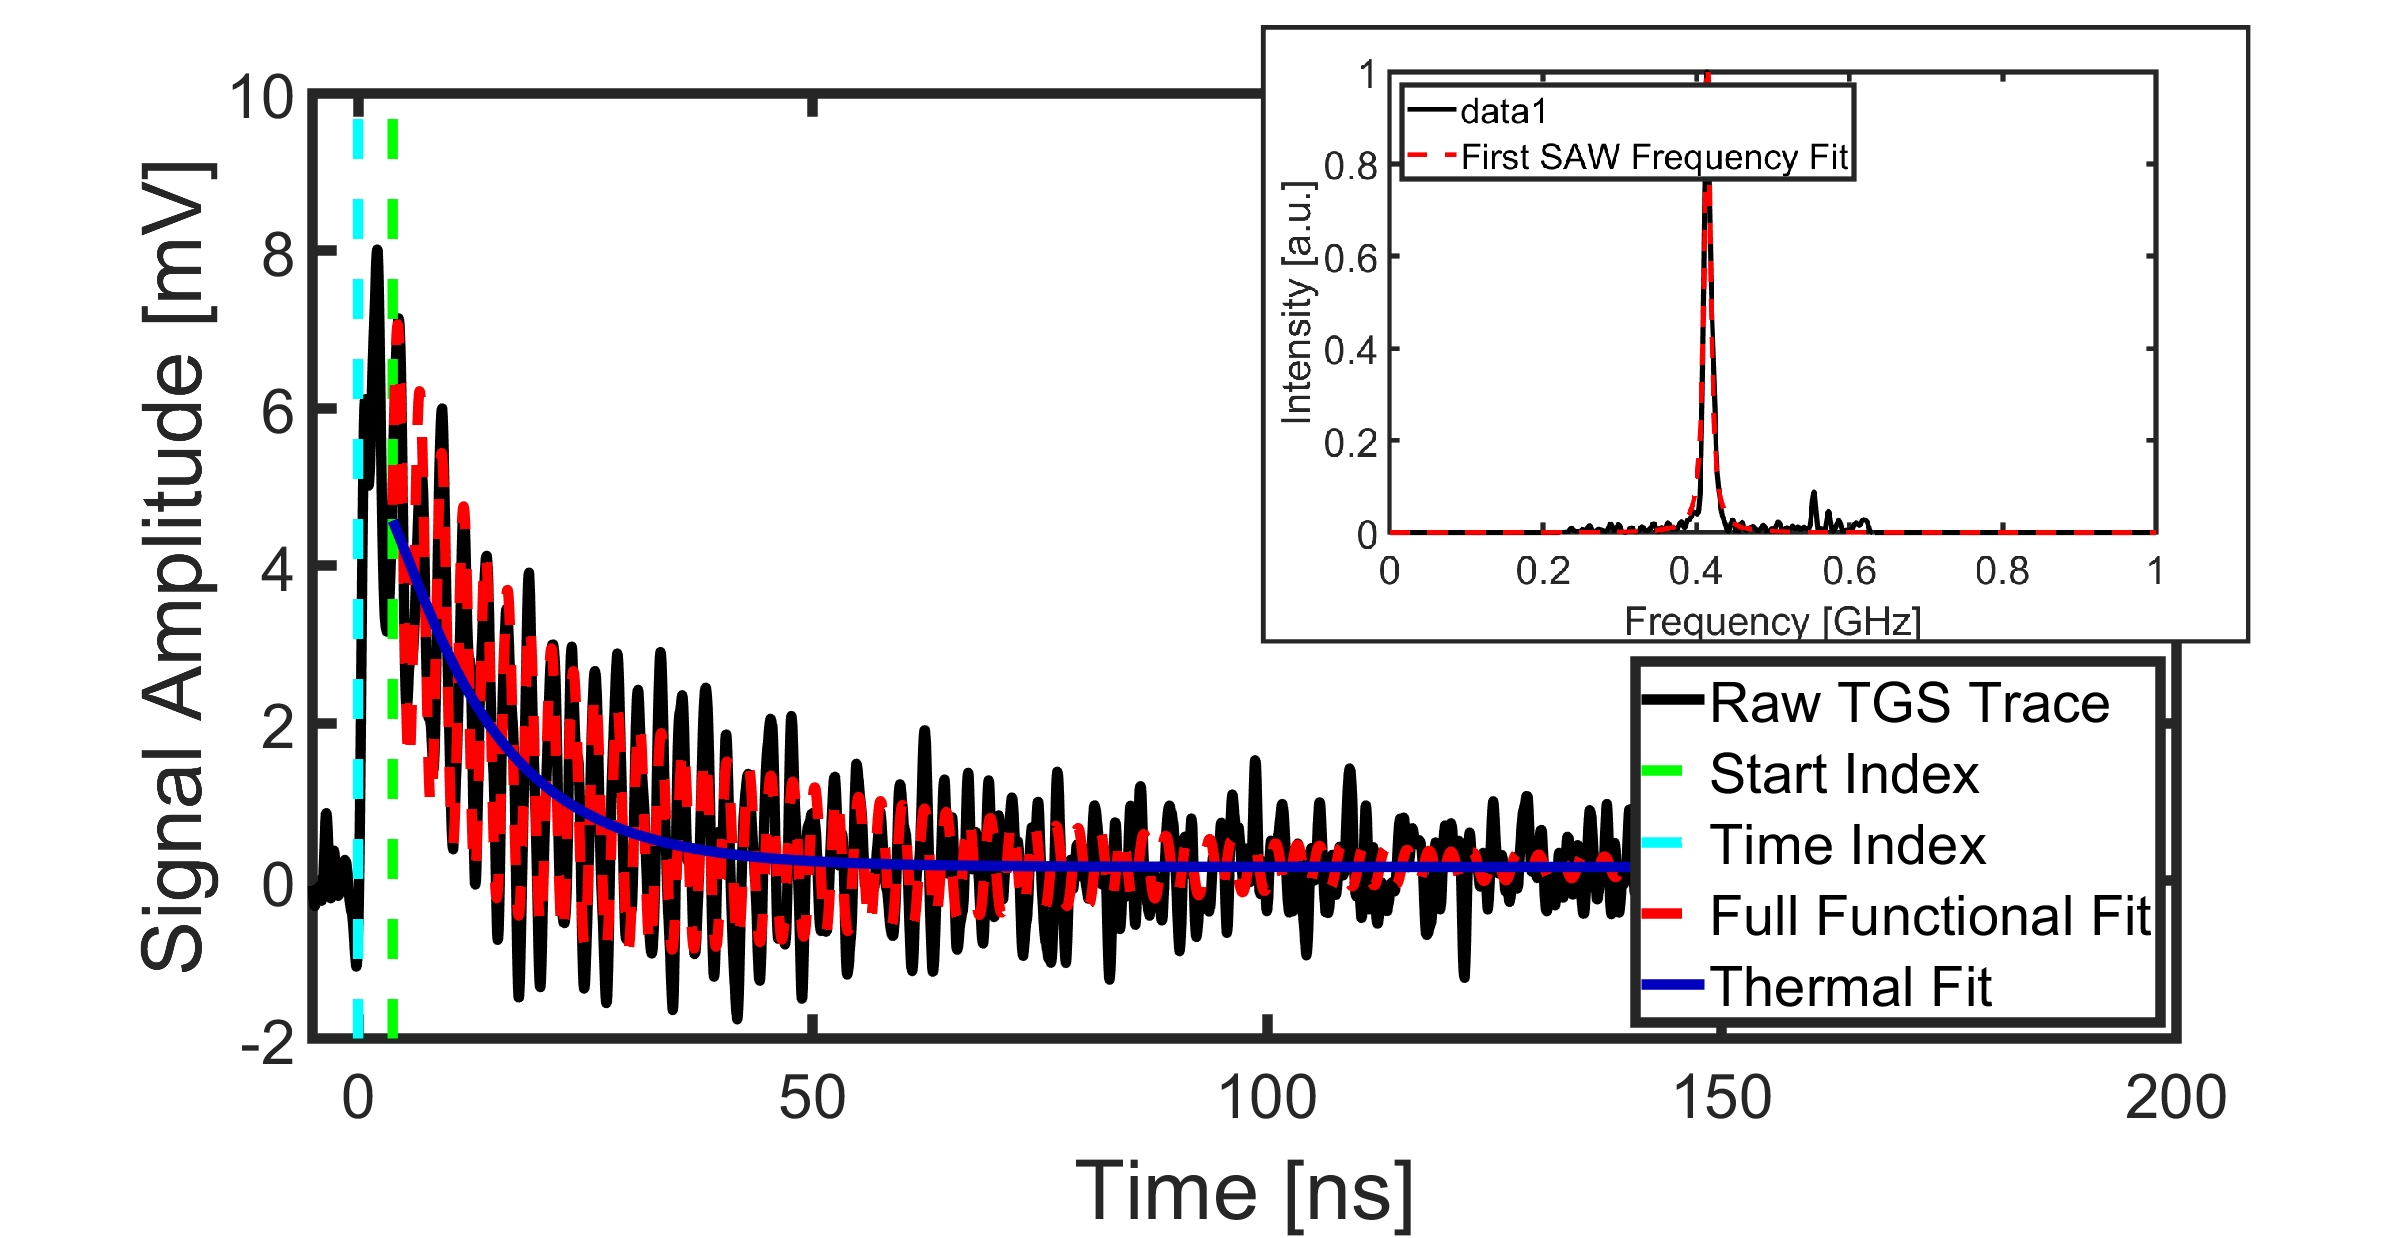 10
8
6
4
2
0
-2
Signal Amplitude [mV]
0
50
100
150
200
Time [ns]
1
0.8
0.6
0.4
0.2
0
Intensity [a.u.]
data1
First SAW Frequency Fit
0
0.2
0.4
0.6
0.8
1
Frequency [GHz]
Raw TGS Trace
Start Index
Time Index
Full Functional Fit
Thermal Fit